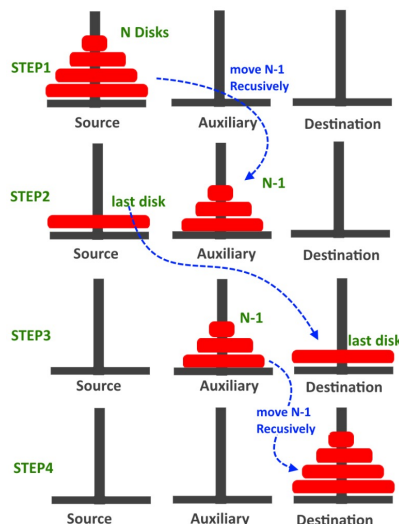 N Disks
STEP1
move N-1
Recusively
Source
Auxiliary
Destination
STEP2
last disk
N-1
Source
Auxiliary
Destination
STEP3
N-1
last disk
Source
Auxiliary
Destination
move N-1
Recusively
STEP4
Source
Auxiliary
Destination